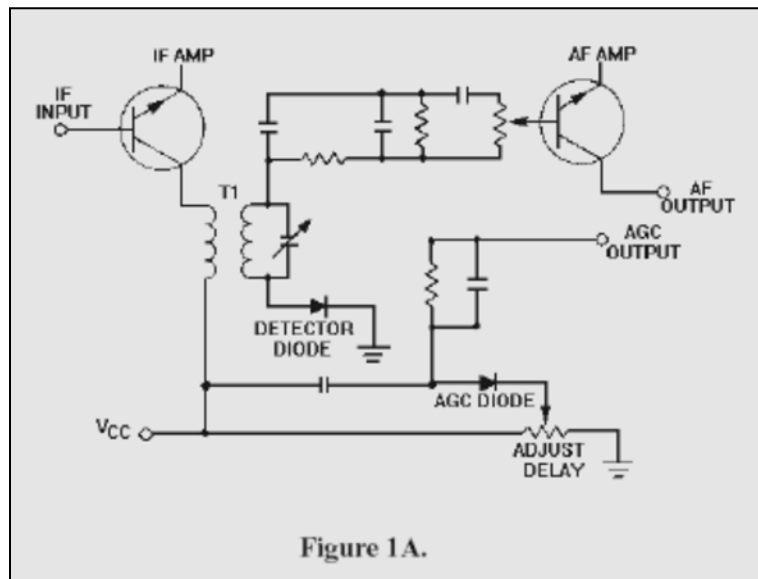 IF AMP
IF
INPUT
AF AMP
T1
AF
OUTPUT
AGC
OUTPUT
DETECTOR
DIODE
AGC DIODE
VCC
ADJUST
DELAY
Figure 1A.